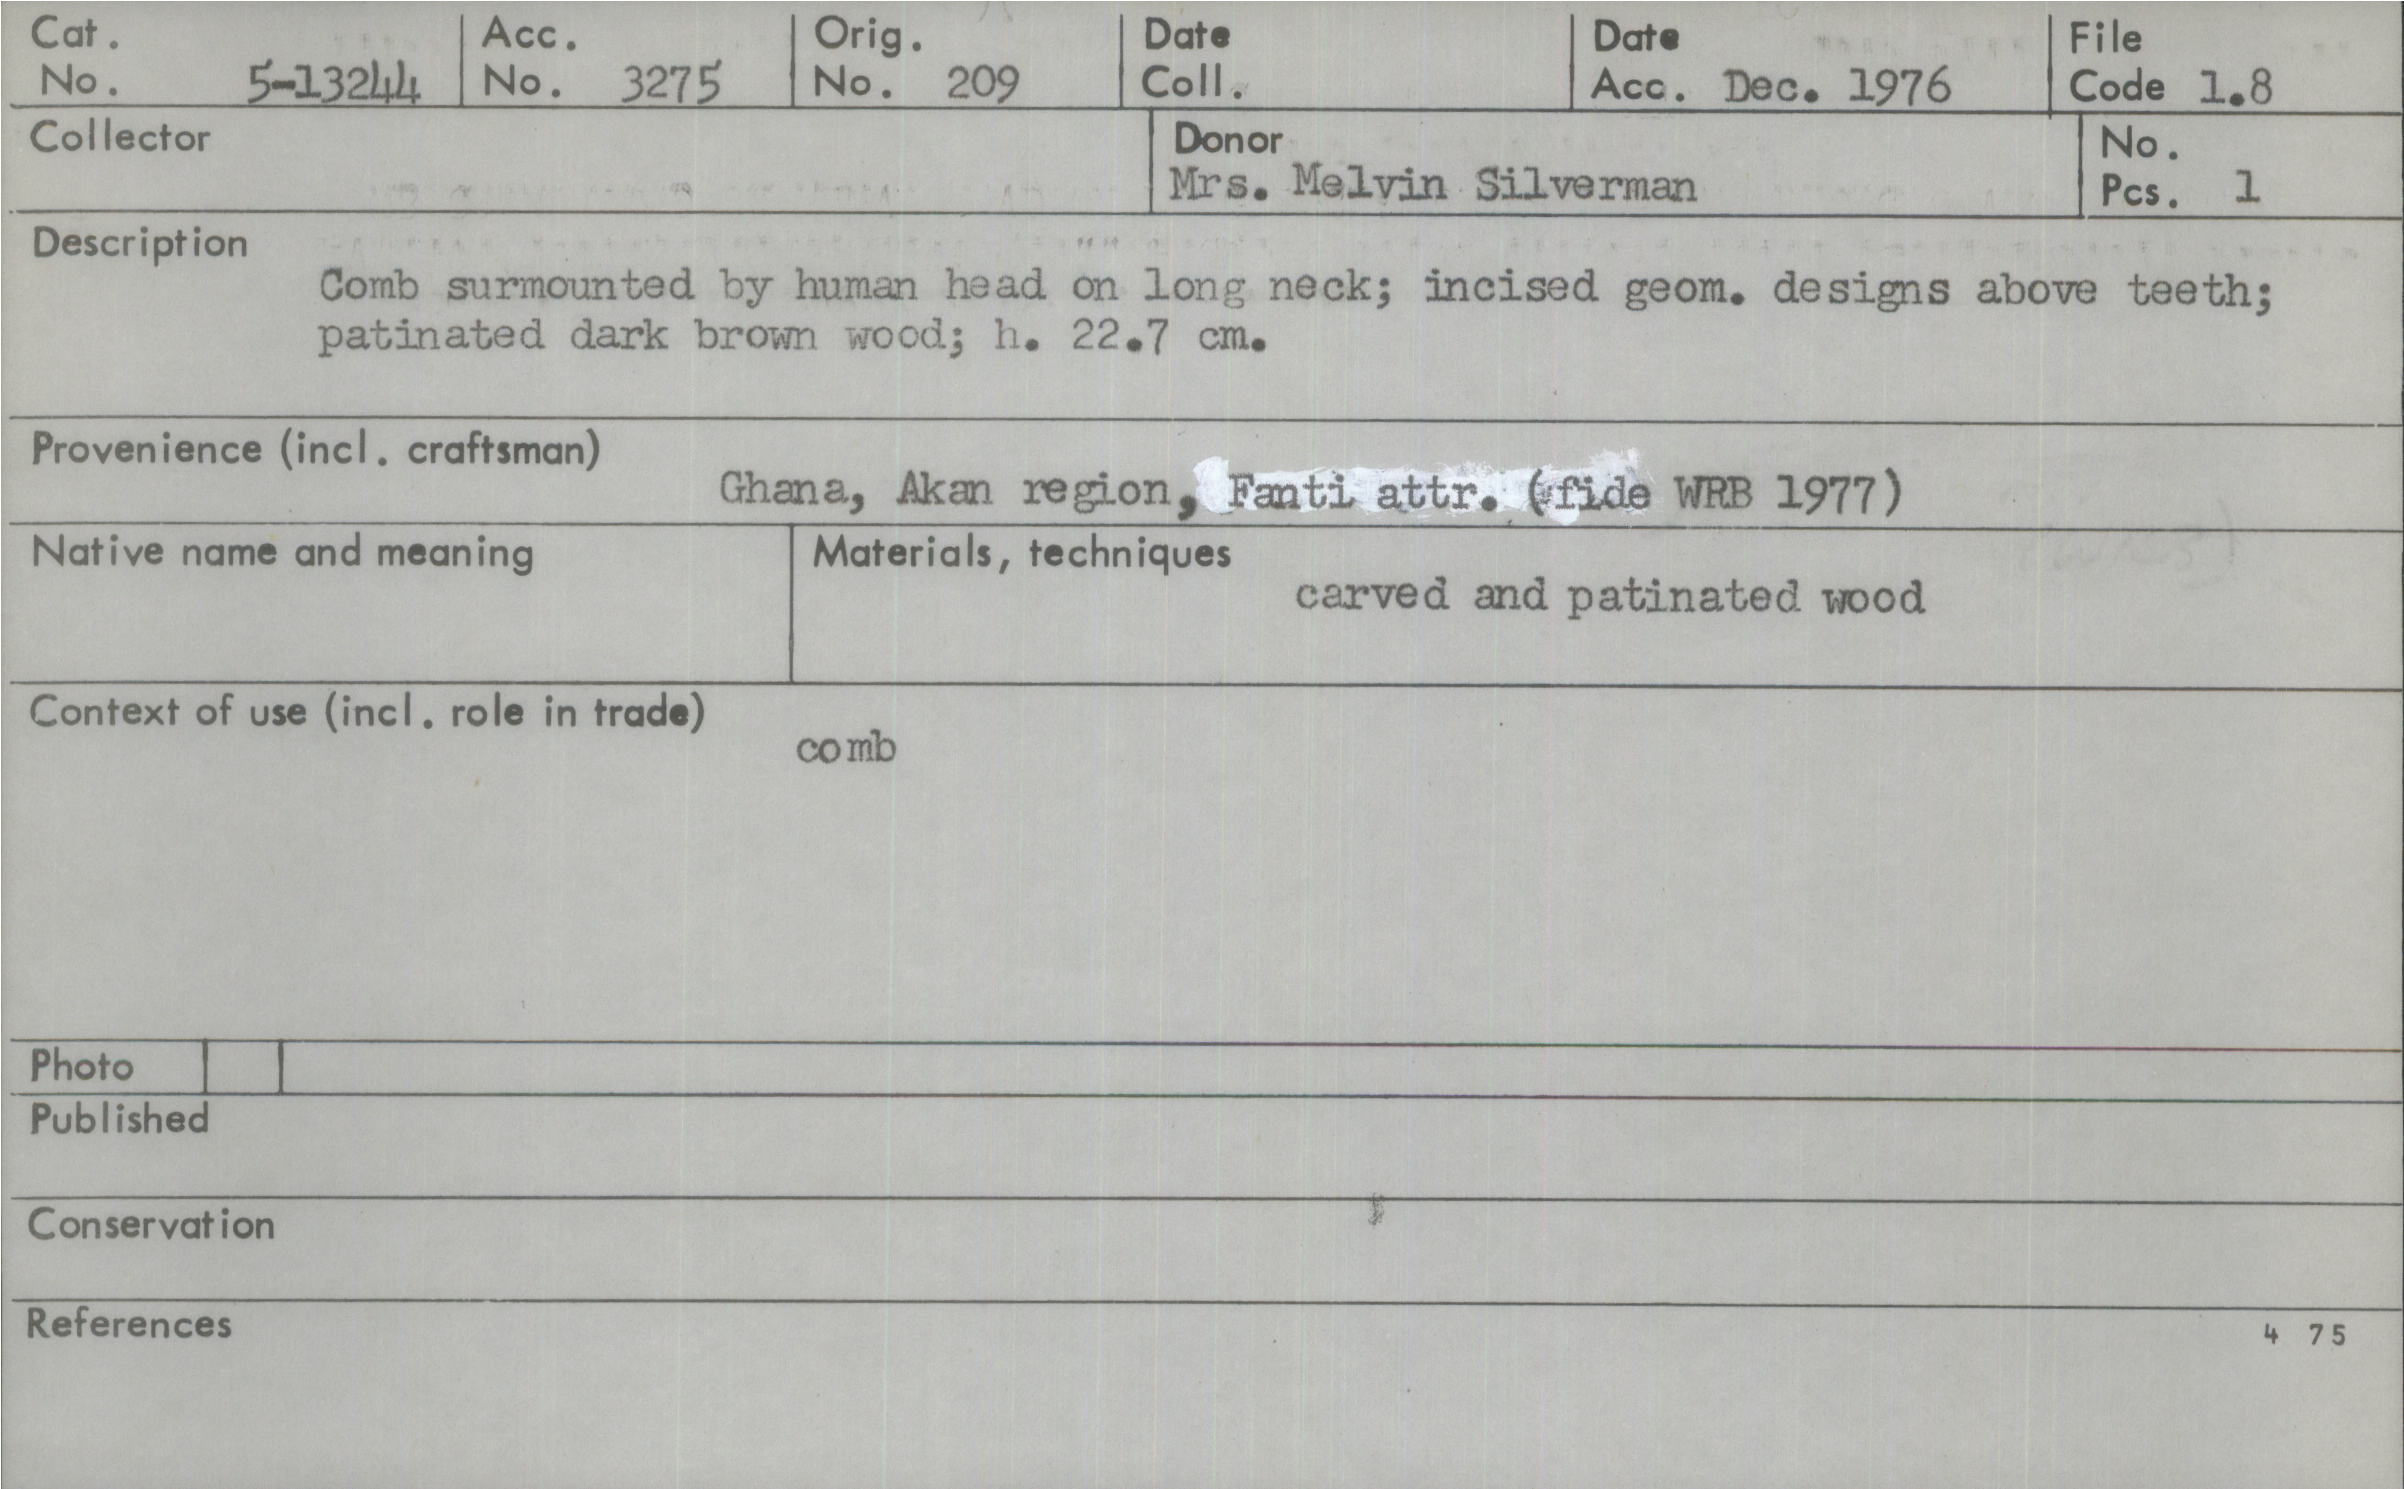 Cat. No. 5-13244
Acc. No. 3275
Orig. No. 209
Date Coll.
Date Acc. Dec. 1976
File Code 1.8
Collector
Donor
Mrs. Melvin Silverman
No. Pcs. 1
Description
Comb surmounted by human head on long neck; incised geom. designs above teeth;
patinated dark brown wood; h. 22.7 cm.
Provenience (incl. craftsman)
Ghana, Akan region, Fanti attr. (fide WRB 1977)
Native name and meaning
Materials, techniques
carved and patinated wood
Context of use (incl. role in trade)
comb
Photo
Published
Conservation
References
4 75